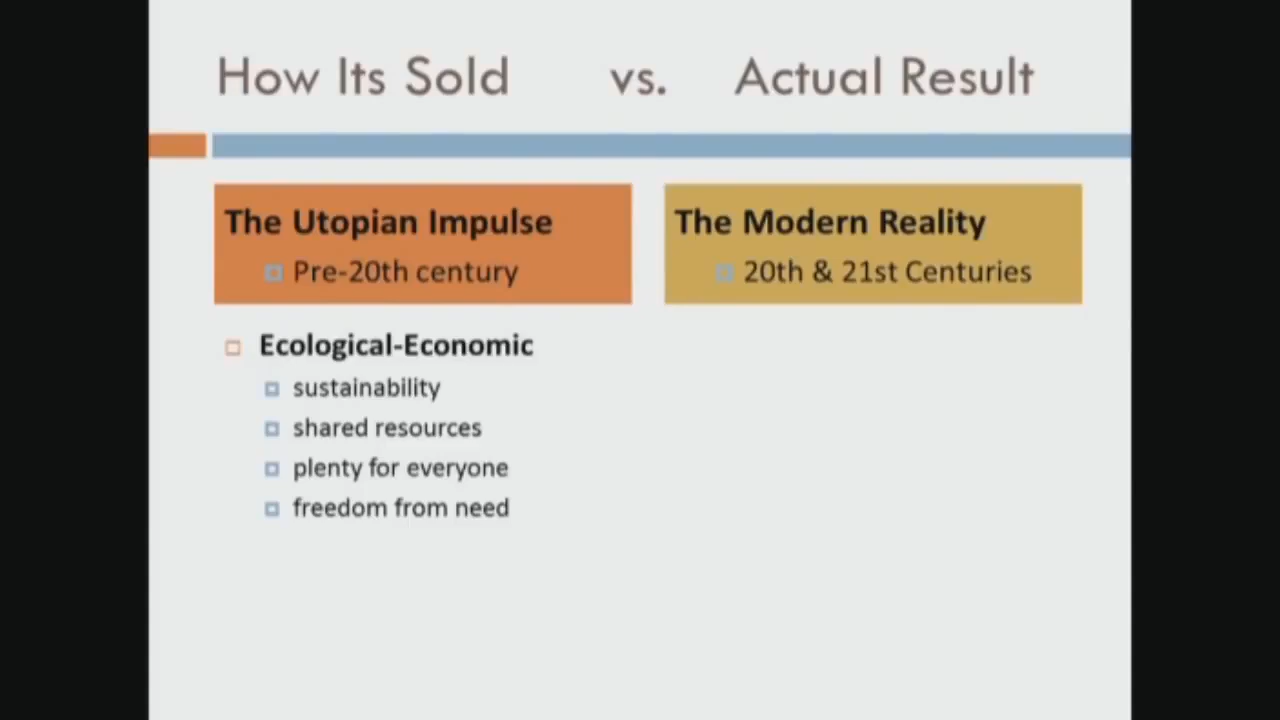 How Its Sold vs. Actual Result
The Utopian Impulse
Pre-20th century
The Modern Reality
20th & 21st Centuries
Ecological-Economic
sustainability
shared resources
plenty for everyone
freedom from need